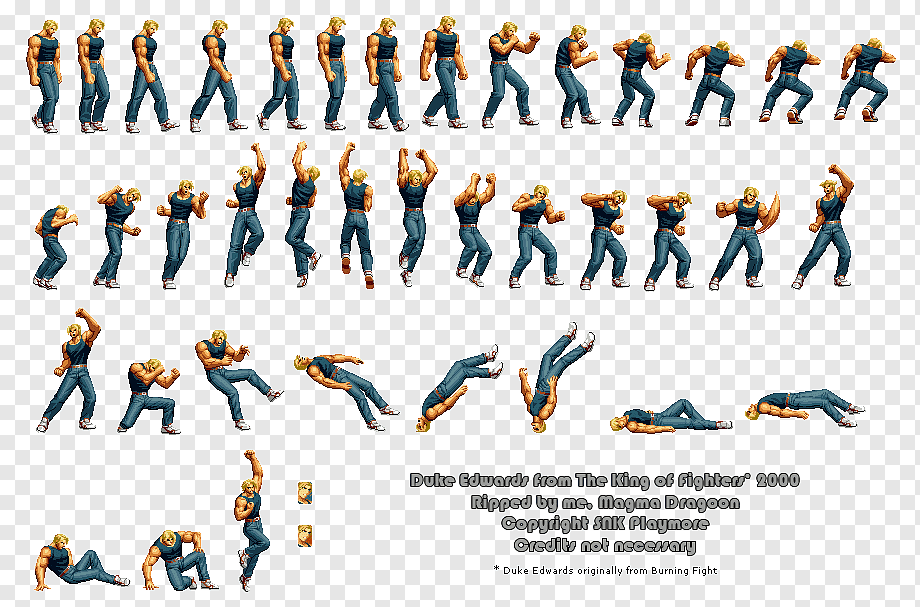 Duke Edwards from The King of Fighters* 2000
Ripped by me, Magma Dragoon
Copyright SNK Playmore
Credits not necessary
* Duke Edwards originally from Burning Fight